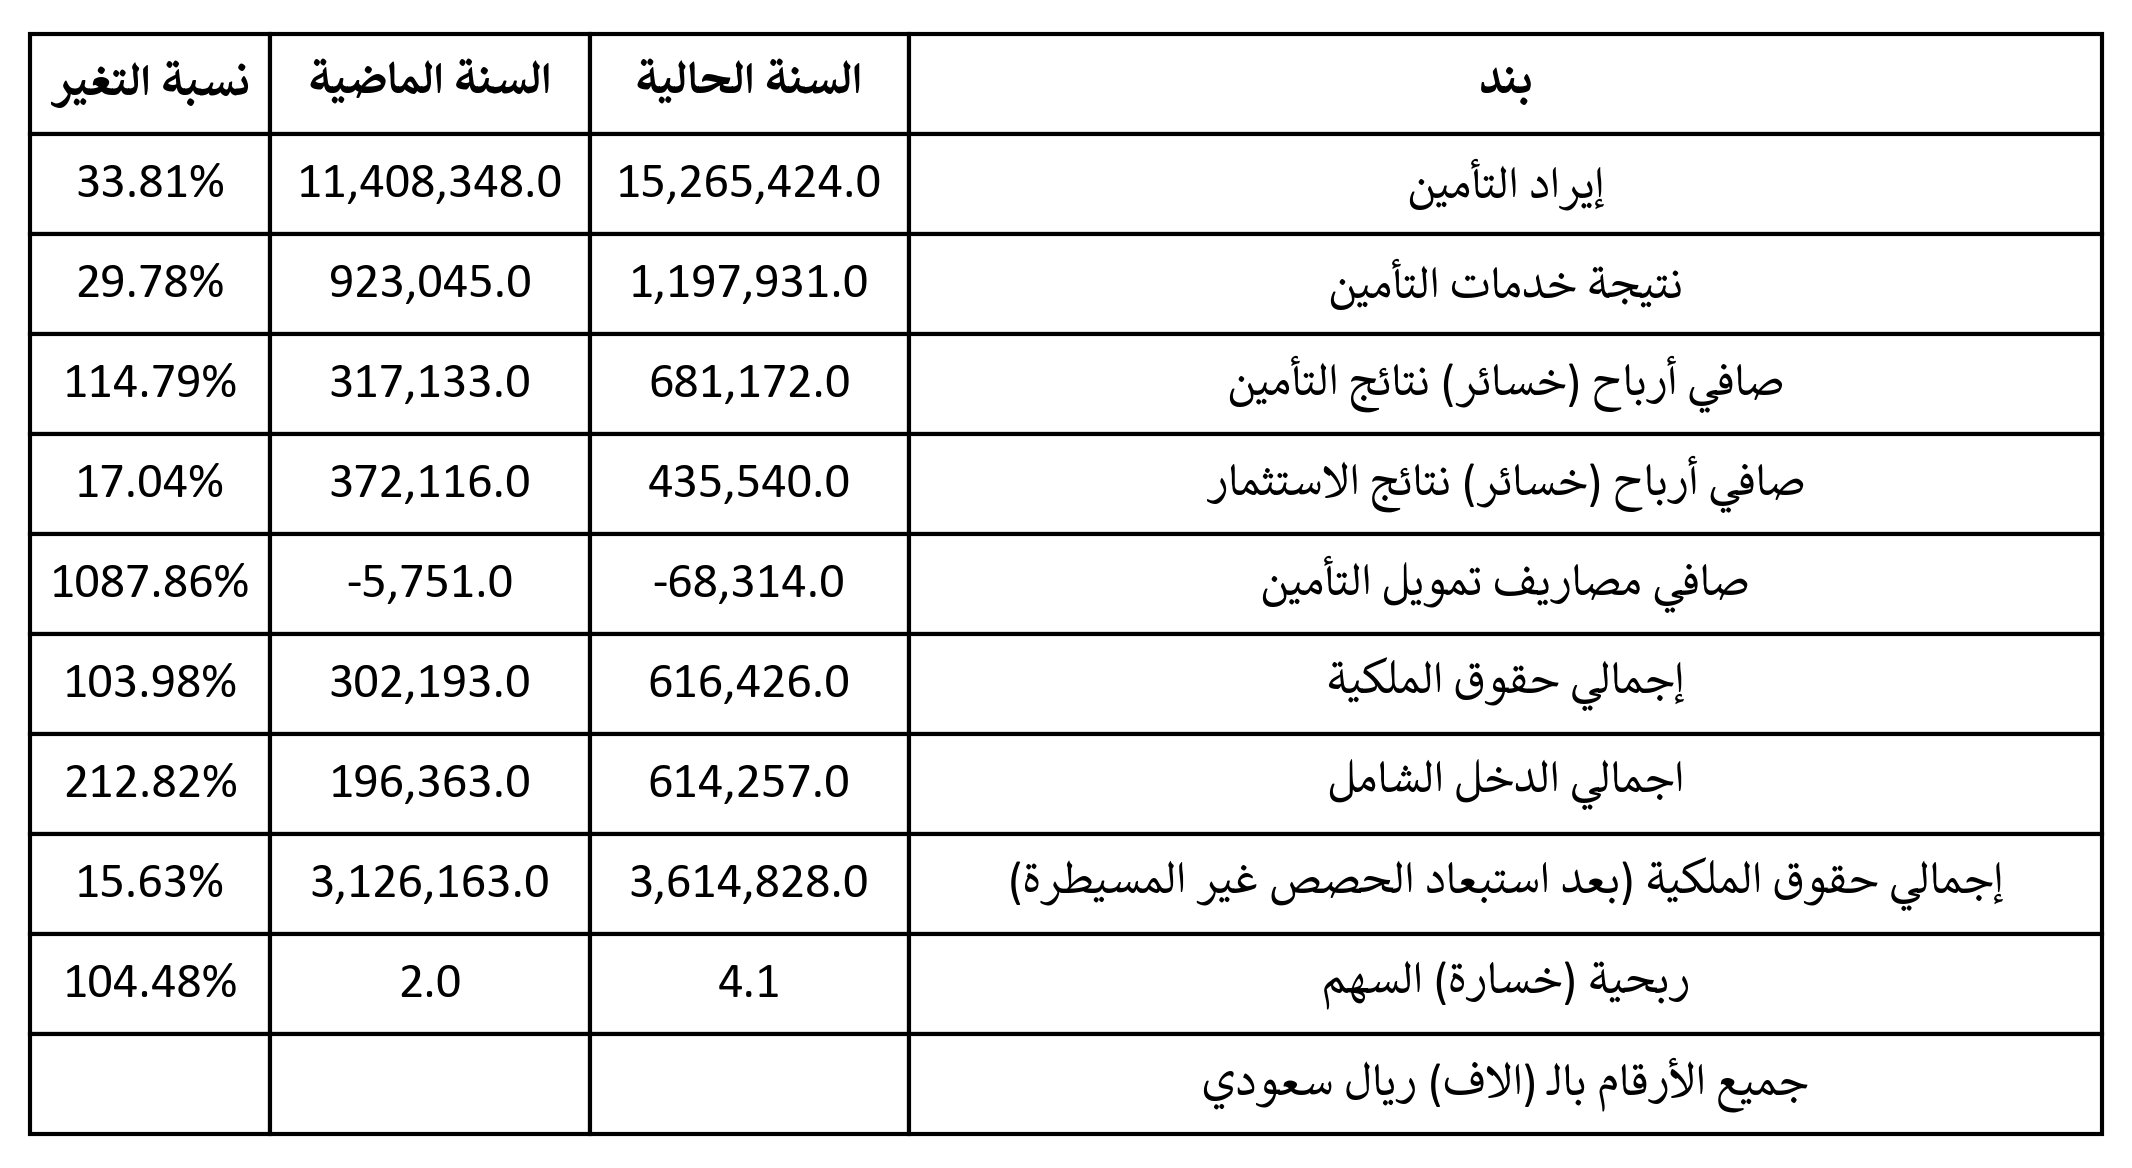 بند السنة الحالية السنة الماضية نسبة التغير
إيراد التأمين 15,265,424.0 11,408,348.0 33.81%
نتيجة خدمات التأمين 1,197,931.0 923,045.0 29.78%
صافي أرباح (خسائر) نتائج التأمين 681,172.0 317,133.0 114.79%
صافي أرباح (خسائر) نتائج الاستثمار 435,540.0 372,116.0 17.04%
صافي مصاريف تمويل التأمين -68,314.0 -5,751.0 1087.86%
إجمالي حقوق الملكية 616,426.0 302,193.0 103.98%
اجمالي الدخل الشامل 614,257.0 196,363.0 212.82%
إجمالي حقوق الملكية (بعد استبعاد الحصص غير المسيطرة) 3,614,828.0 3,126,163.0 15.63%
ربحية (خسارة) السهم 4.1 2.0 104.48%
جميع الأرقام بالـ (الاف) ريال سعودي